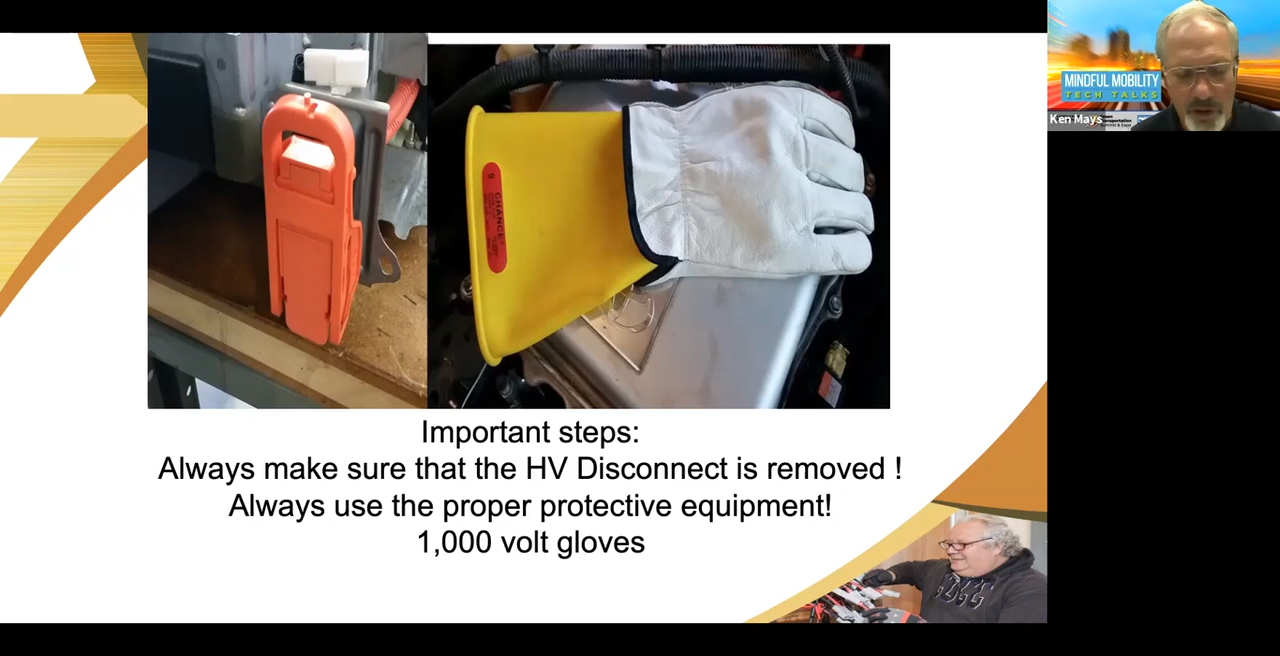 MINDFUL MOBILITY
TECH TALKS
Ken Mays
CHANCE
Important steps:
Always make sure that the HV Disconnect is removed !
Always use the proper protective equipment!
1,000 volt gloves